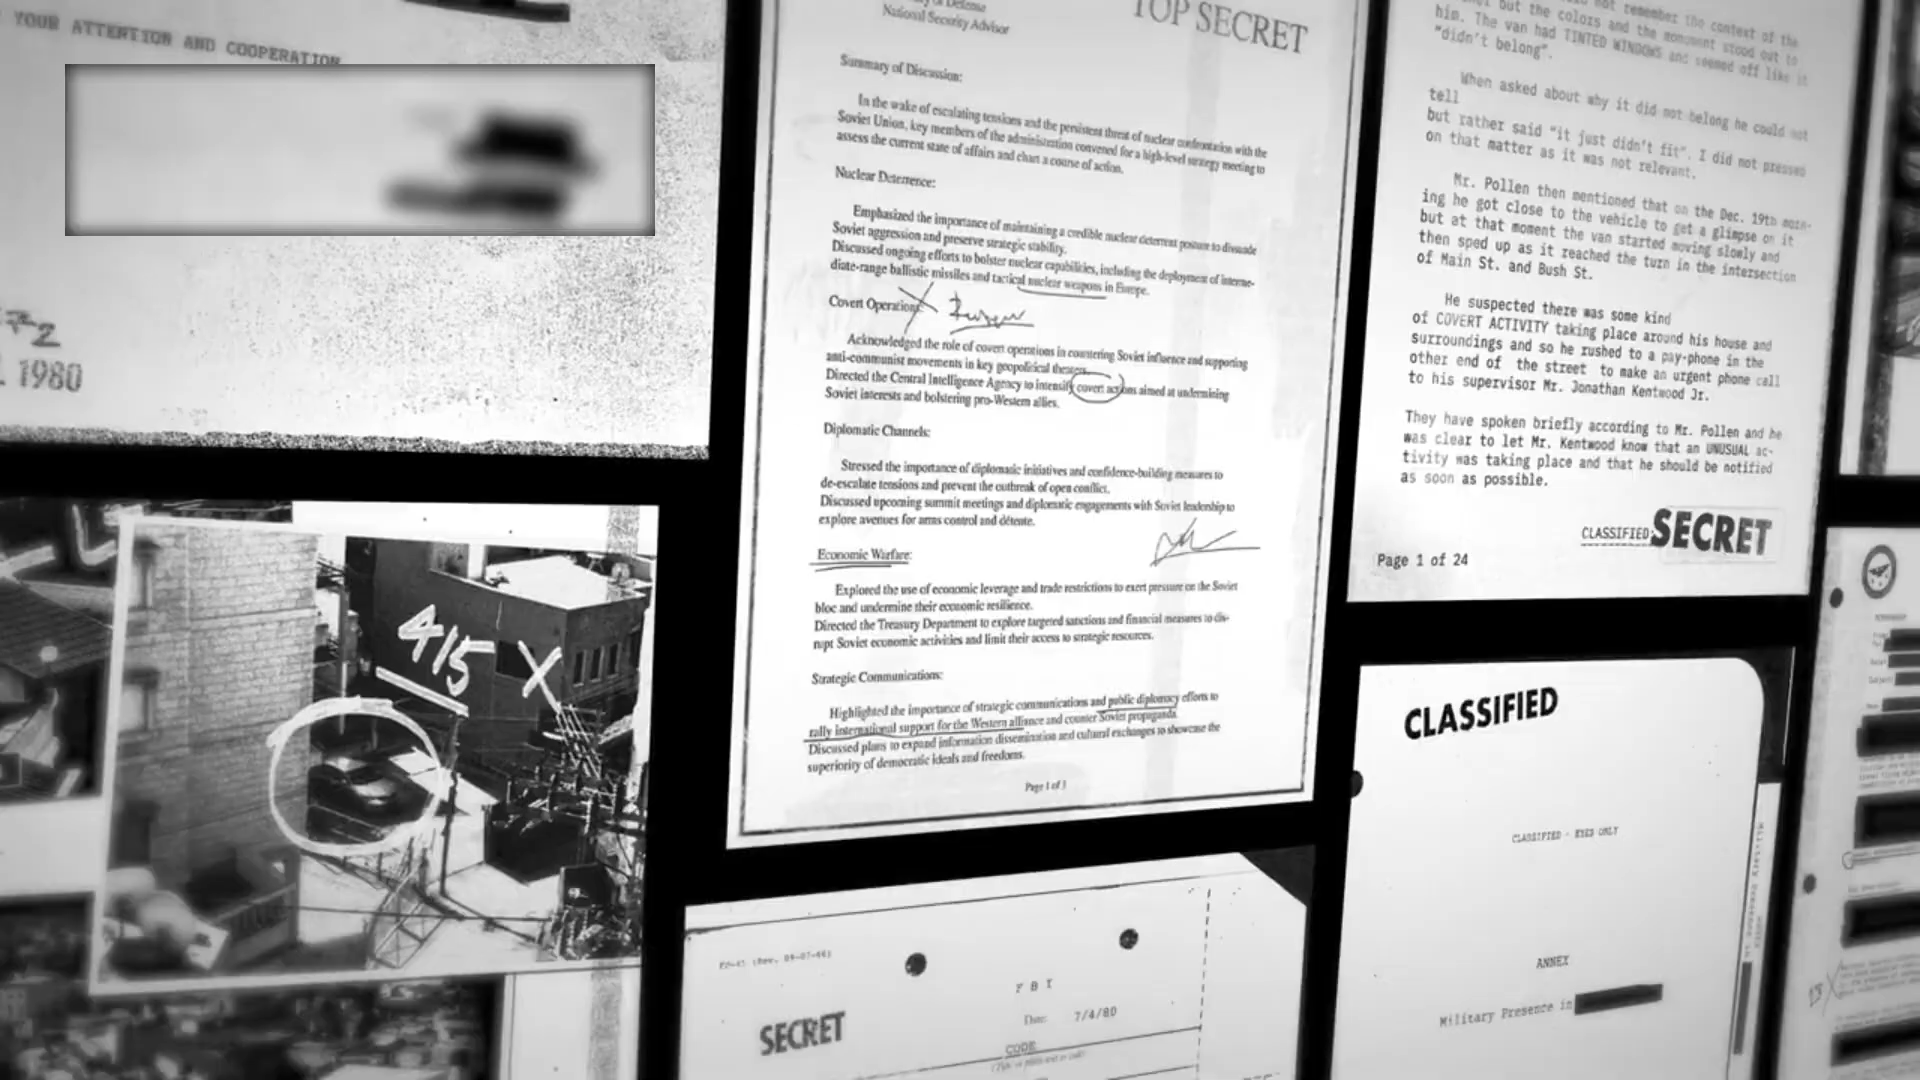 YOUR ATTENTION AND COOPERATION
1980
National Security Advisor
TOP SECRET
Summary of Discussion:
In the wake of escalating tensions and the persistent threat of nuclear confrontation with the
Soviet Union, key members of the administration convened for a high-level strategy meeting to
assess the current state of affairs and chart a course of action.
Nuclear Deterrence:
Emphasized the importance of maintaining a credible nuclear deterrent posture to dissuade
Soviet aggression and preserve strategic stability.
Discussed ongoing efforts to bolster nuclear capabilities, including the deployment of interme-
diate-range ballistic missiles and tactical nuclear weapons in Europe.
Covert Operations:
Acknowledged the role of covert operations in countering Soviet influence and supporting
anti-communist movements in key geopolitical theaters.
Directed the Central Intelligence Agency to intensify covert actions aimed at undermining
Soviet interests and bolstering pro-Western allies.
Diplomatic Channels:
Stressed the importance of diplomatic initiatives and confidence-building measures to
de-escalate tensions and prevent the outbreak of open conflict.
Discussed upcoming summit meetings and diplomatic engagements with Soviet leadership to
explore avenues for arms control and détente.
Economic Warfare:
Explored the use of economic leverage and trade restrictions to exert pressure on the Soviet
bloc and undermine their economic resilience.
Directed the Treasury Department to explore targeted sanctions and financial measures to dis-
rupt Soviet economic activities and limit their access to strategic resources.
Strategic Communications:
Highlighted the importance of strategic communications and public diplomacy efforts to
rally international support for the Western alliance and counter Soviet propaganda.
Discussed plans to expand information dissemination and cultural exchanges to showcase the
superiority of democratic ideals and freedoms.
Page 1 of 3
not remember the context of the
but the colors and the monument stood out to
him. The van had TINTED WINDOWS and seemed off like it
"didn't belong".
When asked about why it did not belong he could not
tell
but rather said "it just didn't fit". I did not pressed
on that matter as it was not relevant.
Mr. Pollen then mentioned that on the Dec. 19th morn-
ing he got close to the vehicle to get a glimpse on it
but at that moment the van started moving slowly and
then sped up as it reached the turn in the intersection
of Main St. and Bush St.
He suspected there was some kind
of COVERT ACTIVITY taking place around his house and
surroundings and so he rushed to a pay-phone in the
other end of the street to make an urgent phone call
to his supervisor Mr. Jonathan Kentwood Jr.
They have spoken briefly according to Mr. Pollen and he
was clear to let Mr. Kentwood know that an UNUSUAL ac-
tivity was taking place and that he should be notified
as soon as possible.
CLASSIFIED SECRET
Page 1 of 24
415 X
SECRET
FBI
Date: 7/4/80
CODE
CLASSIFIED
CLASSIFIED - EYES ONLY
ANNEX
Military Presence in